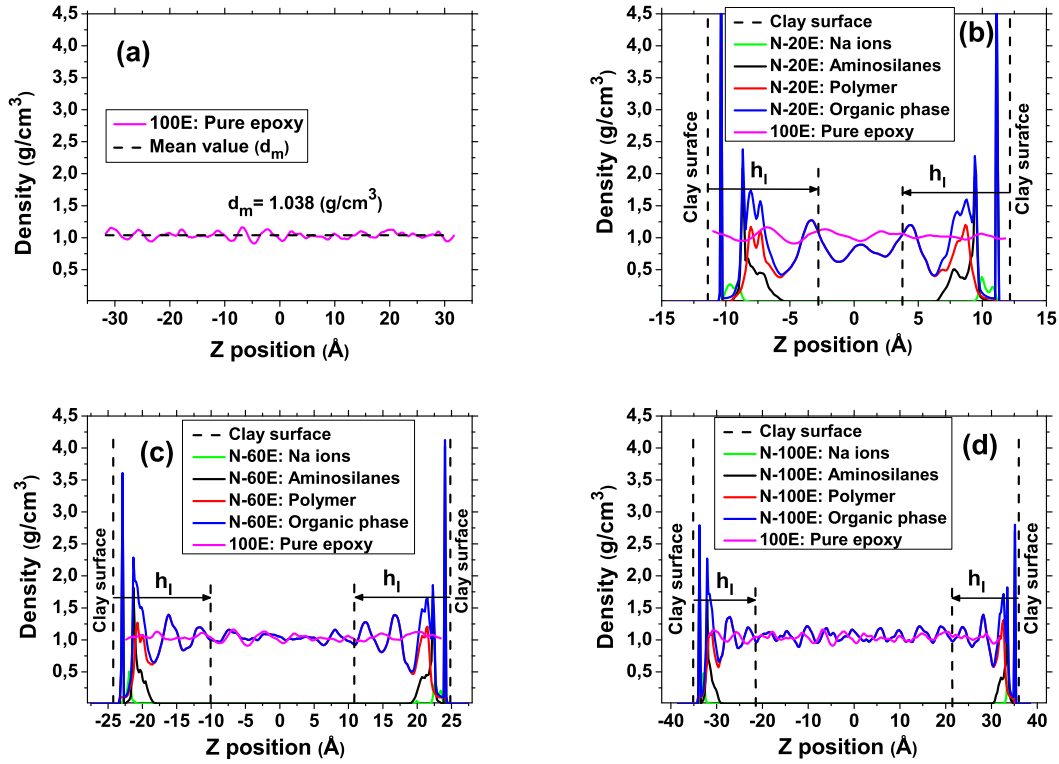 (a)
4,5
4,0
3,5
3,0
2,5
2,0
1,5
1,0
0,5
Density (g/cm³)
100E: Pure epoxy
Mean value (dm)
dm= 1.038 (g/cm³)
-30 -20 -10 0 10 20 30
Z position (Å)
(b)
4,5
4,0
3,5
3,0
2,5
2,0
1,5
1,0
0,5
Density (g/cm³)
Clay surface
N-20E: Na ions
N-20E: Aminosilanes
N-20E: Polymer
N-20E: Organic phase
100E: Pure epoxy
Clay surafce
hI
hI
Clay surafce
-15 -10 -5 0 5 10 15
Z position (Å)
(c)
4,5
4,0
3,5
3,0
2,5
2,0
1,5
1,0
0,5
Density (g/cm³)
Clay surface
N-60E: Na ions
N-60E: Aminosilanes
N-60E: Polymer
N-60E: Organic phase
100E: Pure epoxy
Clay surface
hI
hI
Clay surface
-25 -20 -15 -10 -5 0 5 10 15 20 25
Z position (Å)
(d)
4,5
4,0
3,5
3,0
2,5
2,0
1,5
1,0
0,5
Density (g/cm³)
Clay surface
N-100E: Na ions
N-100E: Aminosilanes
N-100E: Polymer
N-100E: Organic phase
100E: Pure epoxy
Clay surface
hI
hI
Clay surface
-40 -30 -20 -10 0 10 20 30 40
Z position (Å)